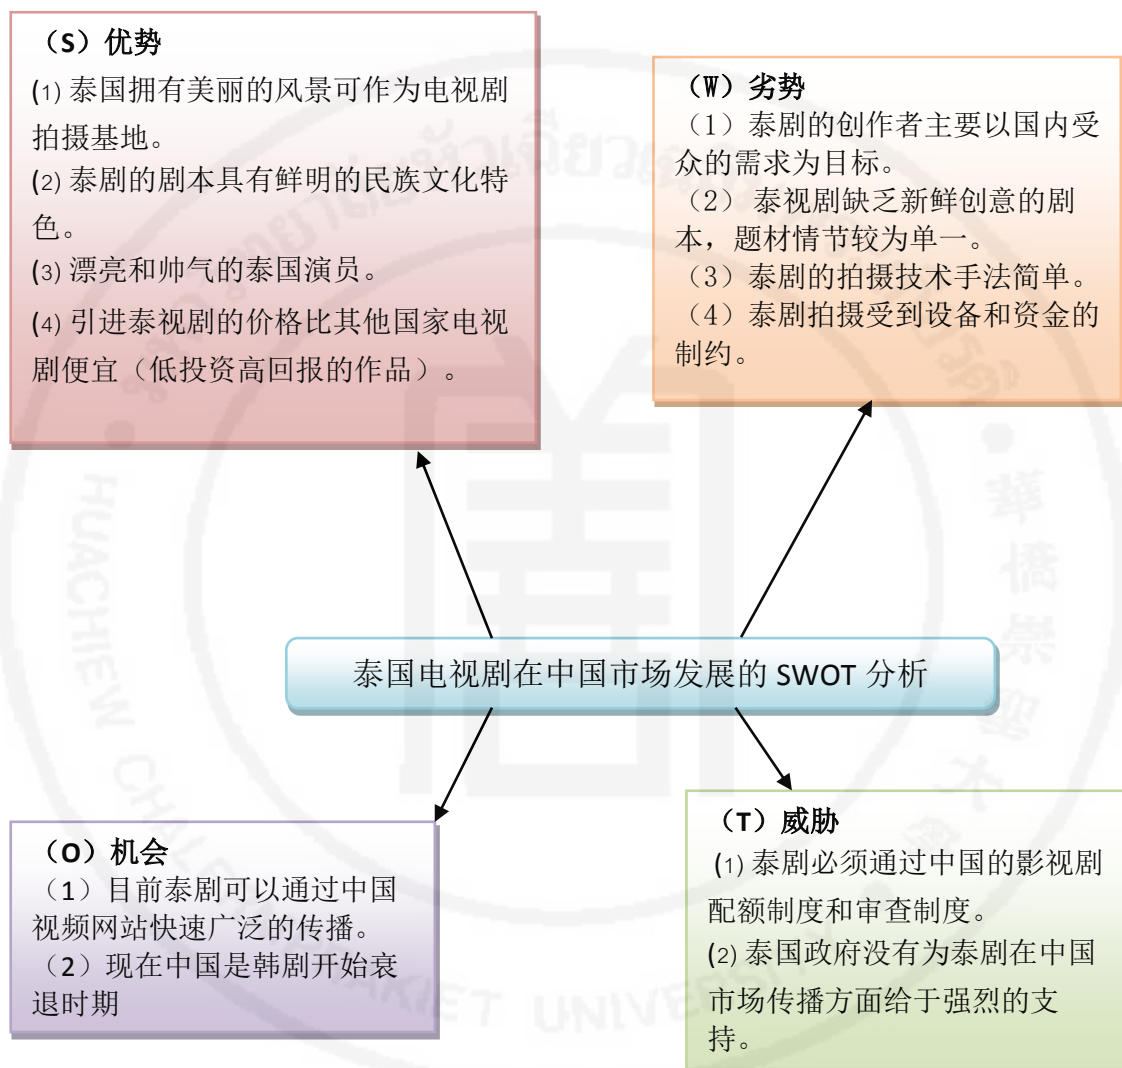 （S）优势
(1) 泰国拥有美丽的风景可作为电视剧
拍摄基地。
(2) 泰剧的剧本具有鲜明的民族文化特
色。
(3) 漂亮和帅气的泰国演员。
(4) 引进泰视剧的价格比其他国家电视
剧便宜（低投资高回报的作品）。
（W）劣势
（1）泰剧的创作者主要以国内受
众的需求为目标。
（2） 泰视剧缺乏新鲜创意的剧
本，题材情节较为单一。
（3）泰剧的拍摄技术手法简单。
（4）泰剧拍摄受到设备和资金的
制约。
泰国电视剧在中国市场发展的 SWOT 分析
（O）机会
（1）目前泰剧可以通过中国
视频网站快速广泛的传播。
（2）现在中国是韩剧开始衰
退时期
（T）威胁
(1) 泰剧必须通过中国的影视剧
配额制度和审查制度。
(2) 泰国政府没有为泰剧在中国
市场传播方面给于强烈的支
持。
華僑崇聖大學
HUACHIEW CHALERMPRAKIET UNIVERSITY